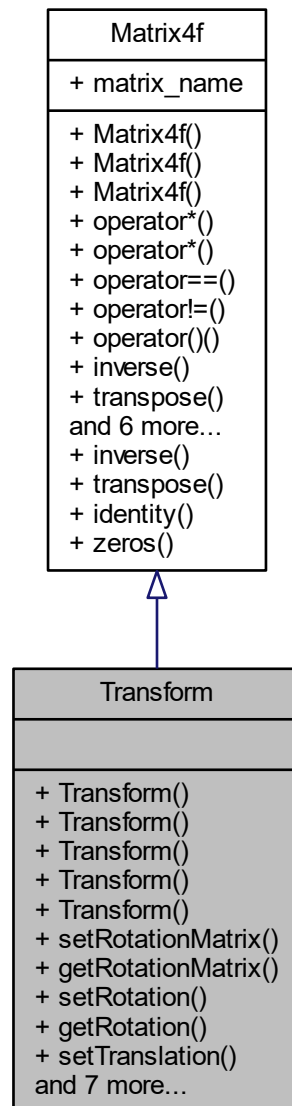 Matrix4f
+ matrix_name
+ Matrix4f()
+ Matrix4f()
+ Matrix4f()
+ operator*()
+ operator*()
+ operator==()
+ operator!=()
+ operator()()
+ inverse()
+ transpose()
and 6 more...
+ inverse()
+ transpose()
+ identity()
+ zeros()
Transform
+ Transform()
+ Transform()
+ Transform()
+ Transform()
+ Transform()
+ setRotationMatrix()
+ getRotationMatrix()
+ setRotation()
+ getRotation()
+ setTranslation()
and 7 more...